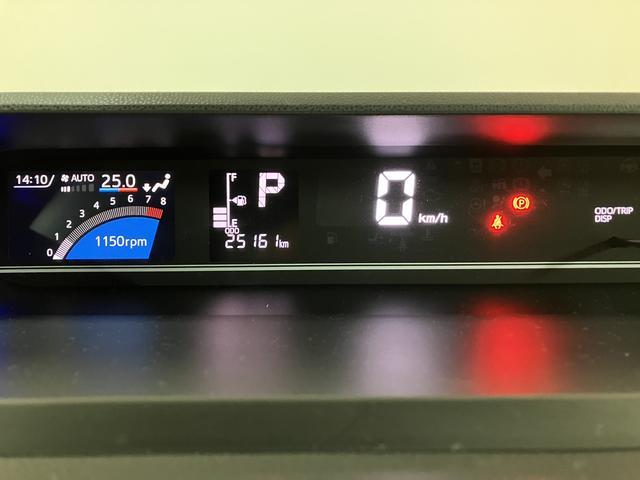 14:10
AUTO
25.0
0 1 2 3 4 5 6 7 8
1150rpm
F
E
P
ODO
25161km
0 km/h
P
ODO/TRIP
DISP